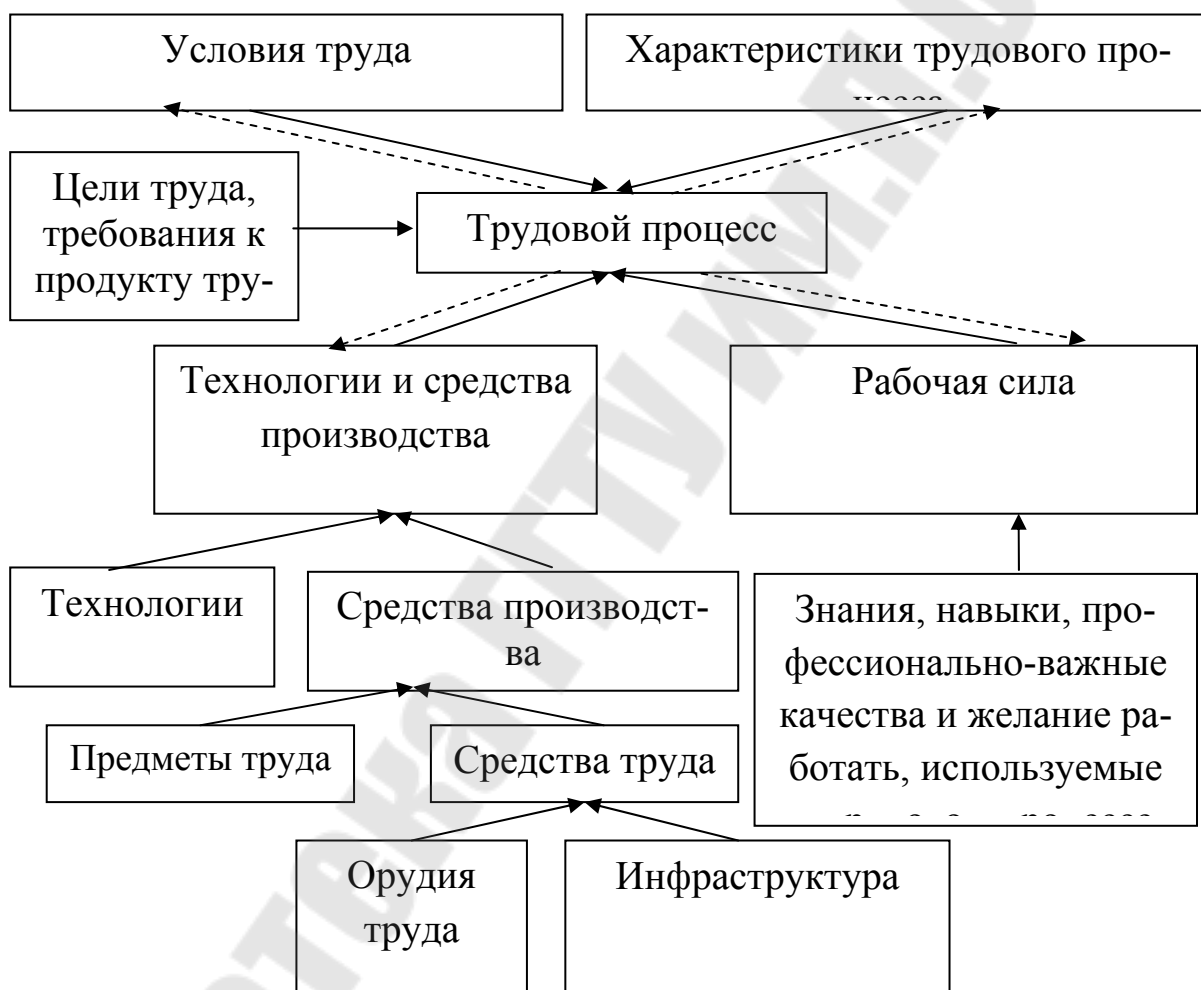 Условия труда
Характеристики трудового про-
Цели труда,
требования к
продукту тру-
Трудовой процесс
Технологии и средства
производства
Рабочая сила
Технологии
Средства производст-
ва
Знания, навыки, про-
фессионально-важные
качества и желание ра-
ботать, используемые
Предметы труда
Средства труда
Орудия
труда
Инфраструктура